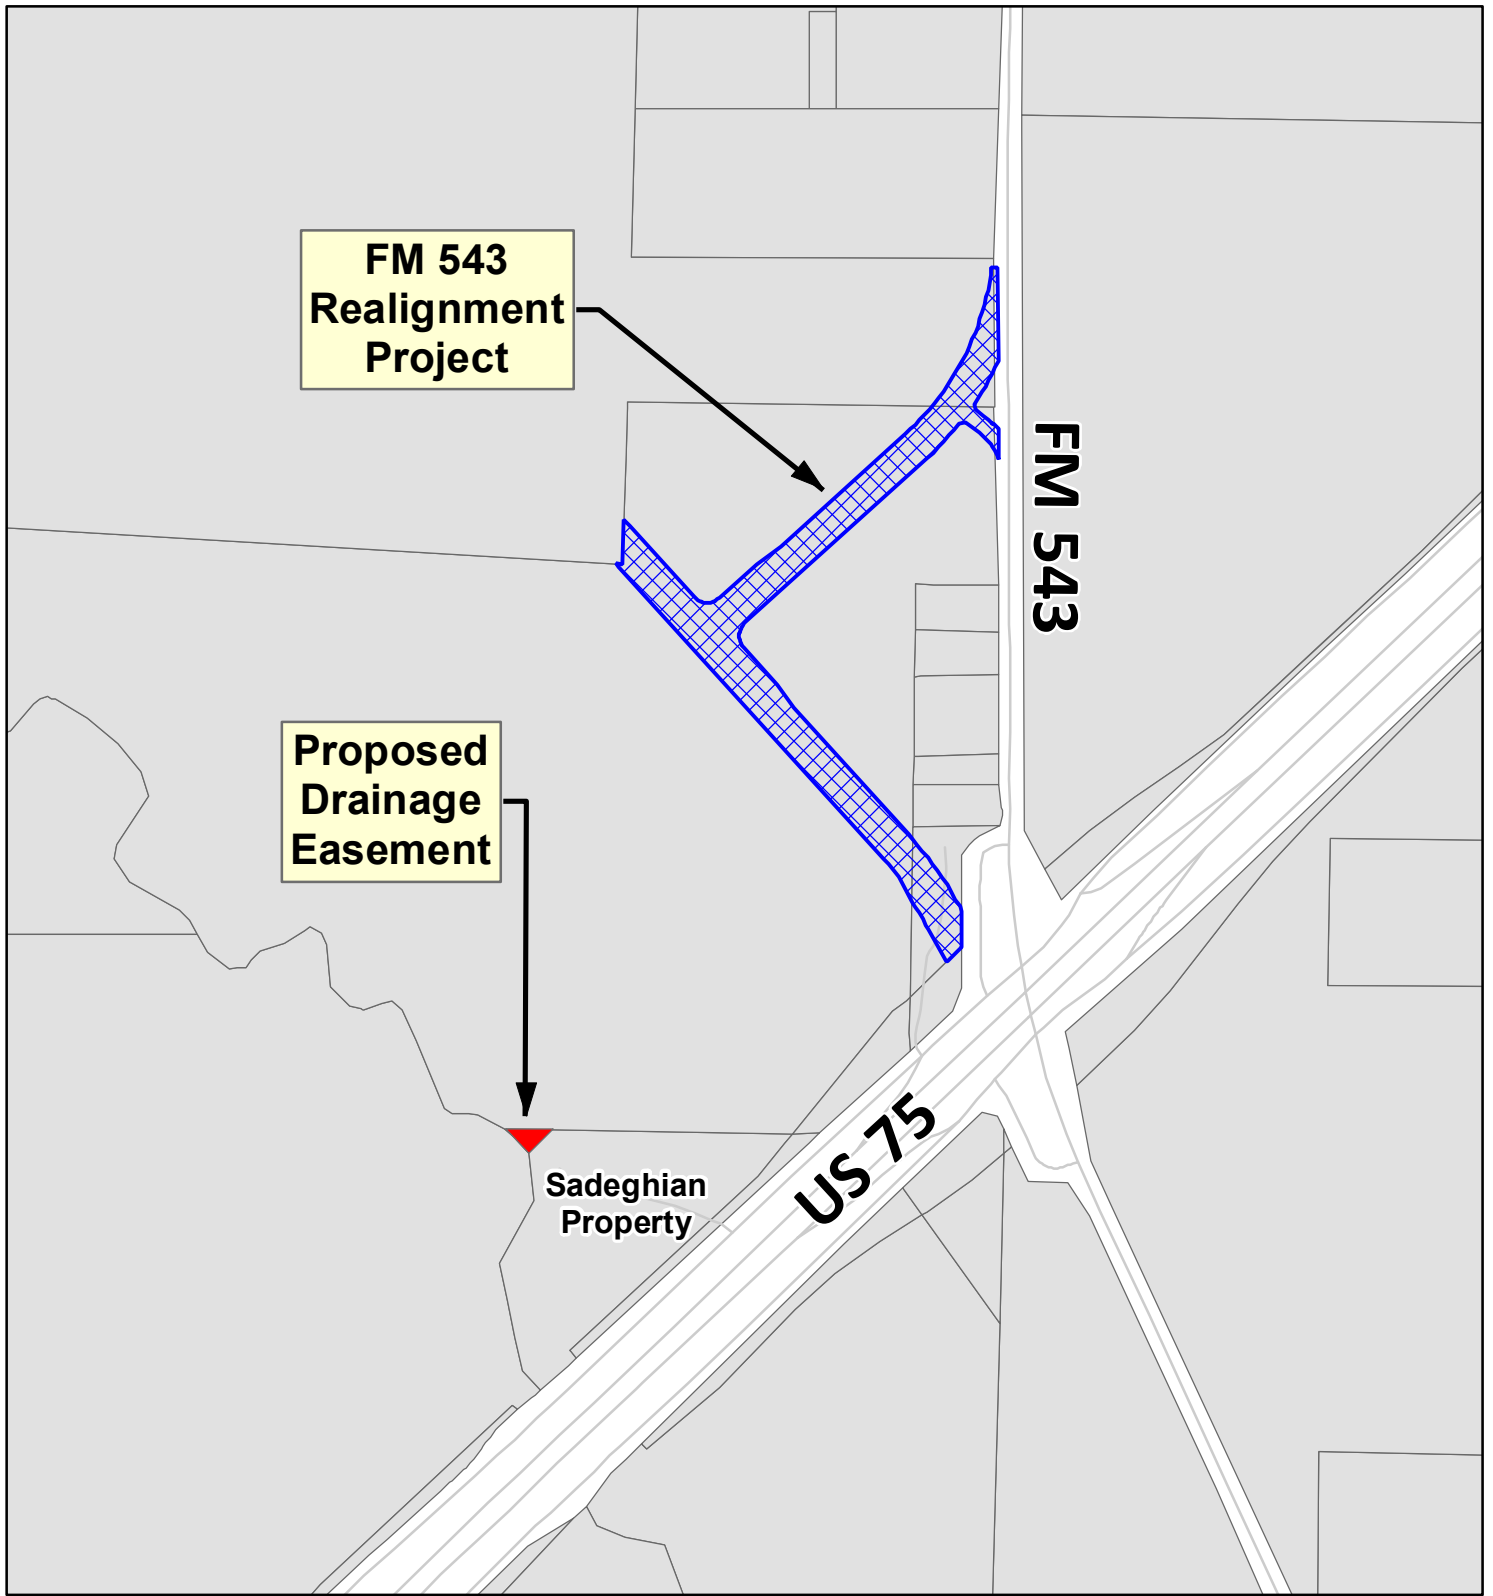 FM 543
Realignment
Project
FM 543
Proposed
Drainage
Easement
US 75
Sadeghian
Property